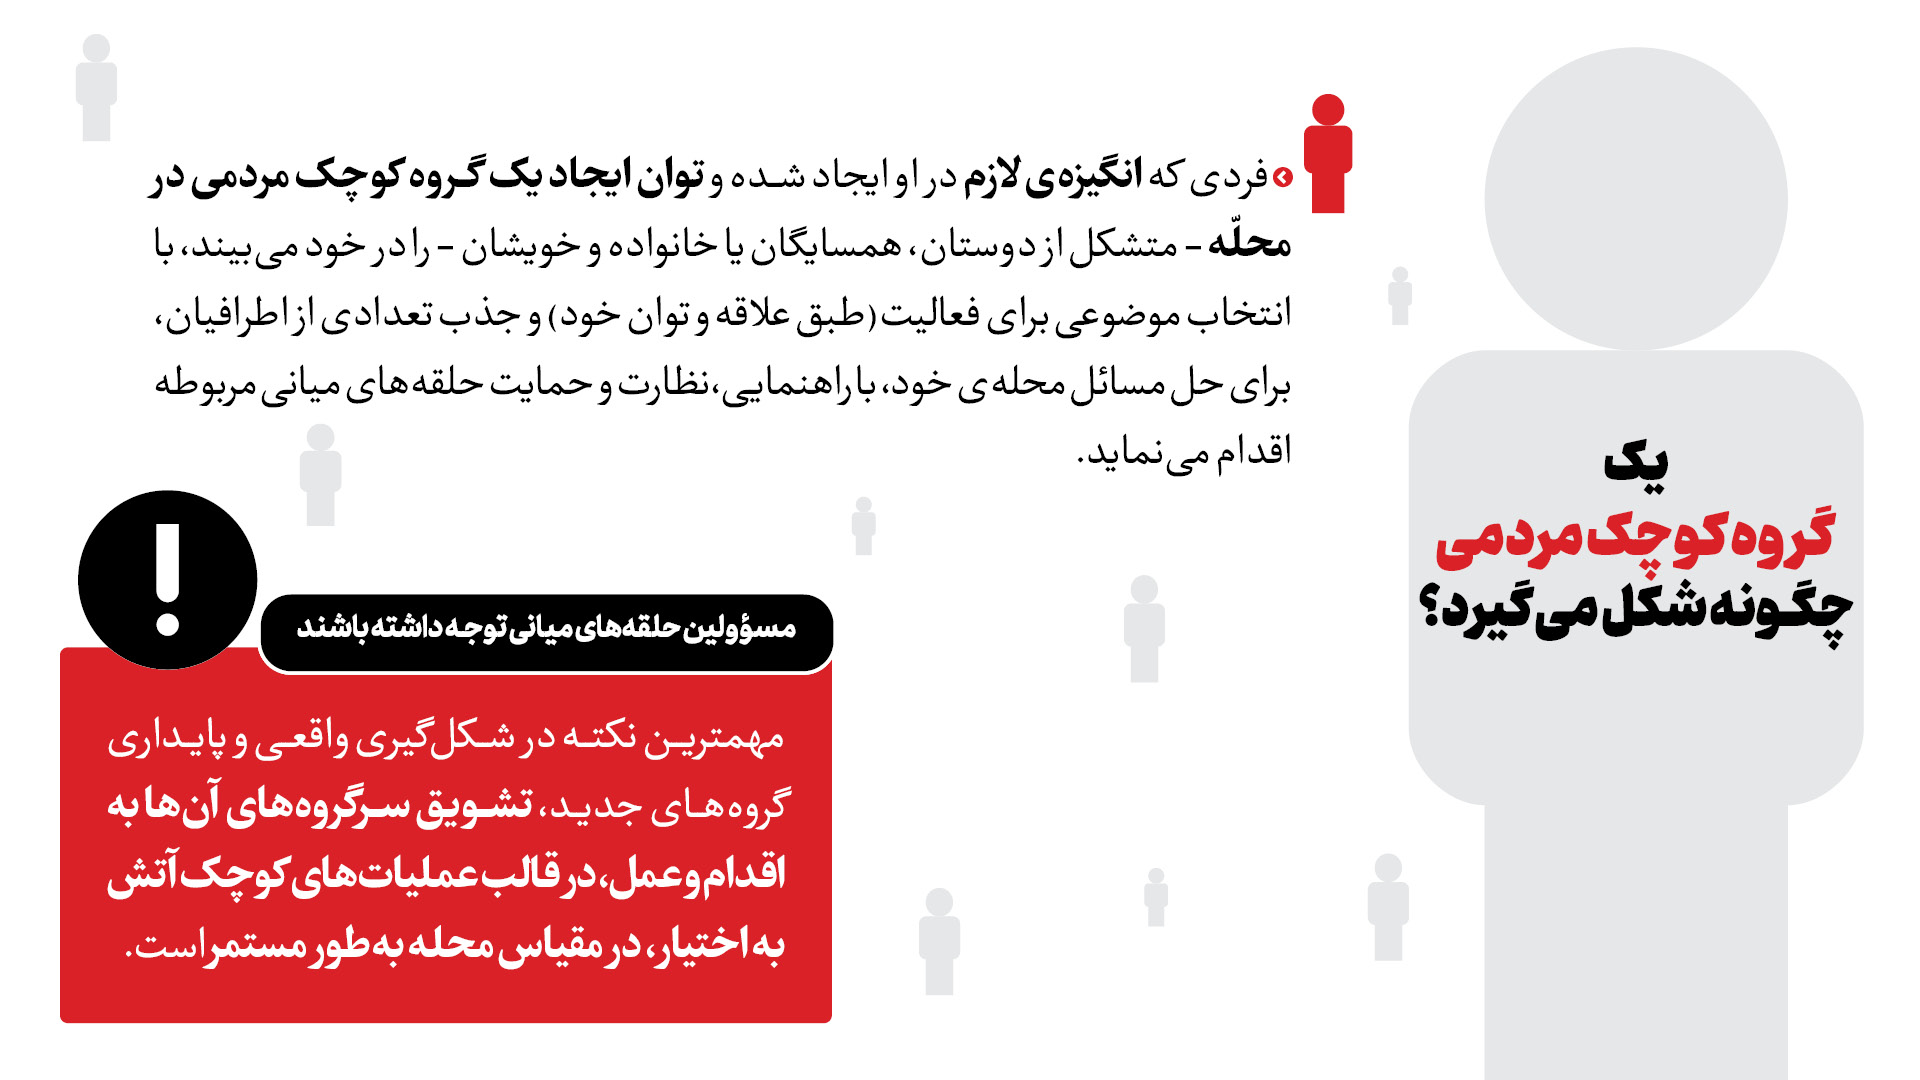 یک
گروه کوچک مردمی
چگونه شکل می‌گیرد؟
فردی که انگیزه‌ی لازم در او ایجاد شده و توان ایجاد یک گروه کوچک مردمی در
محلّه - متشکل از دوستان، همسایگان یا خانواده و خویشان - را در خود می‌بیند، با
انتخاب موضوعی برای فعالیت (طبق علاقه و توان خود) و جذب تعدادی از اطرافیان،
برای حل مسائل محله‌ی خود، با راهنمایی، نظارت و حمایت حلقه‌های میانی مربوطه
اقدام می‌نماید.
مسؤولین حلقه‌های میانی توجه داشته باشند
!
مهمترین نکته در شکل‌گیری واقعی و پایداری
گروه‌های جدید، تشویق سرگروه‌های آن‌ها به
اقدام و عمل، در قالب عملیات‌های کوچک آتش
به اختیار، در مقیاس محله به‌طور مستمر است.